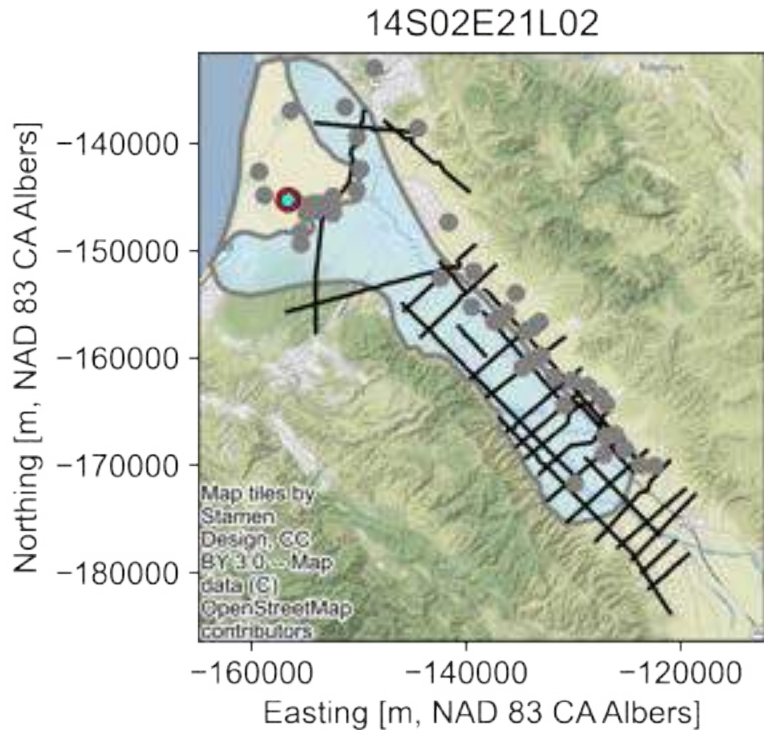 14S02E21L02
Northing [m, NAD 83 CA Albers]
−140000
−150000
−160000
−170000
−180000
Map tiles by
Stamen
Design, CC
BY 3.0 -- Map
data (C)
OpenStreetMap
contributors
−160000
−140000
−120000
Easting [m, NAD 83 CA Albers]